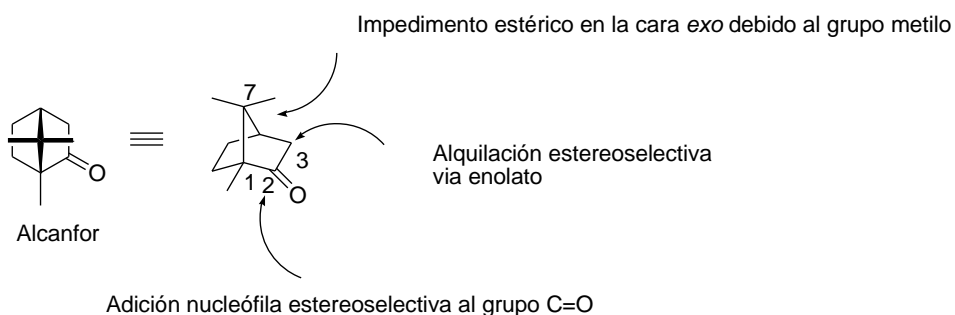 Impedimento estérico en la cara exo debido al grupo metilo
7
Alquilación estereoselectiva
via enolato
3
1
2
O
O
Alcanfor
Adición nucleófila estereoselectiva al grupo C=O